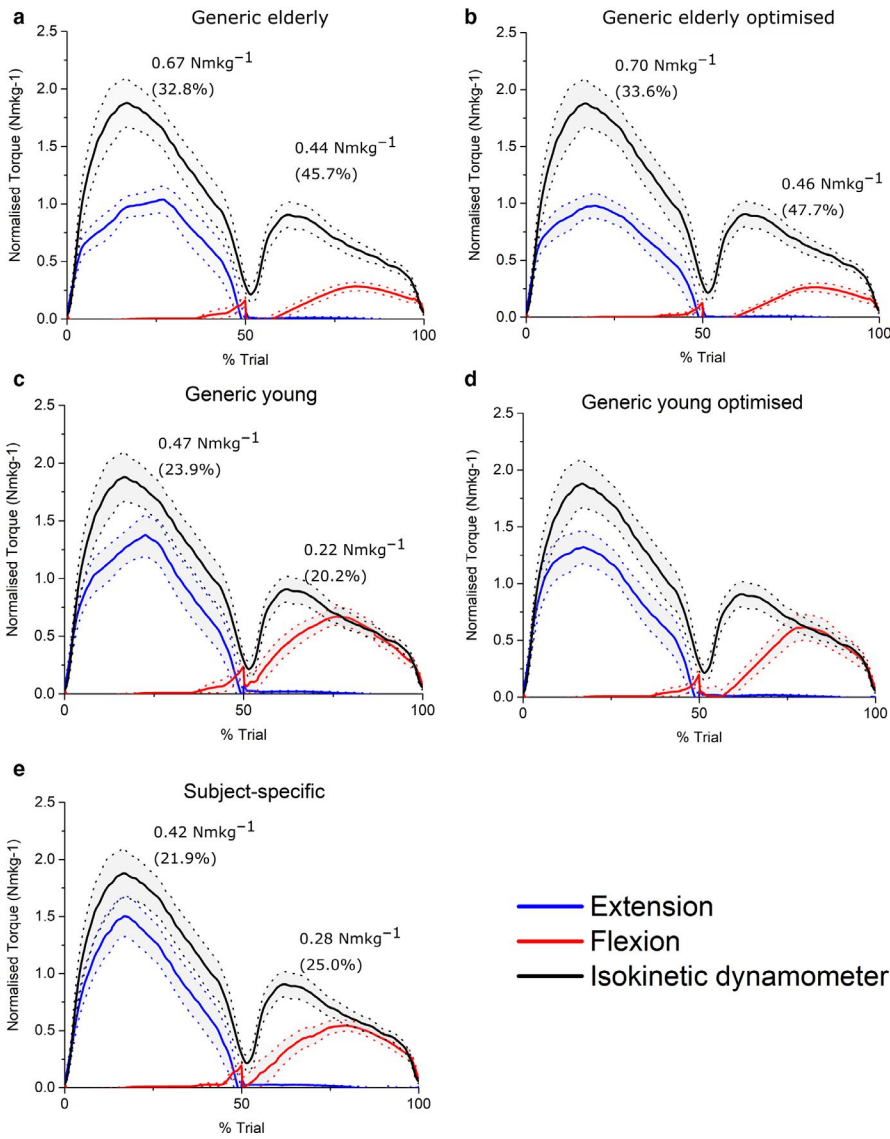 a
Generic elderly
2.5
2.0
1.5
1.0
0.5
0.0
Normalised Torque (Nmkg-1)
0.67 Nmkg−1
(32.8%)
0.44 Nmkg−1
(45.7%)
0
50
100
% Trial
b
Generic elderly optimised
2.5
2.0
1.5
1.0
0.5
0.0
Normalised Torque (Nmkg-1)
0.70 Nmkg−1
(33.6%)
0.46 Nmkg−1
(47.7%)
0
50
100
% Trial
c
Generic young
2.5
2.0
1.5
1.0
0.5
0.0
Normalised Torque (Nmkg-1)
0.47 Nmkg−1
(23.9%)
0.22 Nmkg−1
(20.2%)
0
50
100
% Trial
d
Generic young optimised
2.5
2.0
1.5
1.0
0.5
0.0
Normalised Torque (Nmkg-1)
0
50
100
% Trial
e
Subject-specific
2.5
2.0
1.5
1.0
0.5
0.0
Normalised Torque (Nmkg-1)
0.42 Nmkg−1
(21.9%)
0.28 Nmkg−1
(25.0%)
0
50
100
% Trial
Extension
Flexion
Isokinetic dynamometer